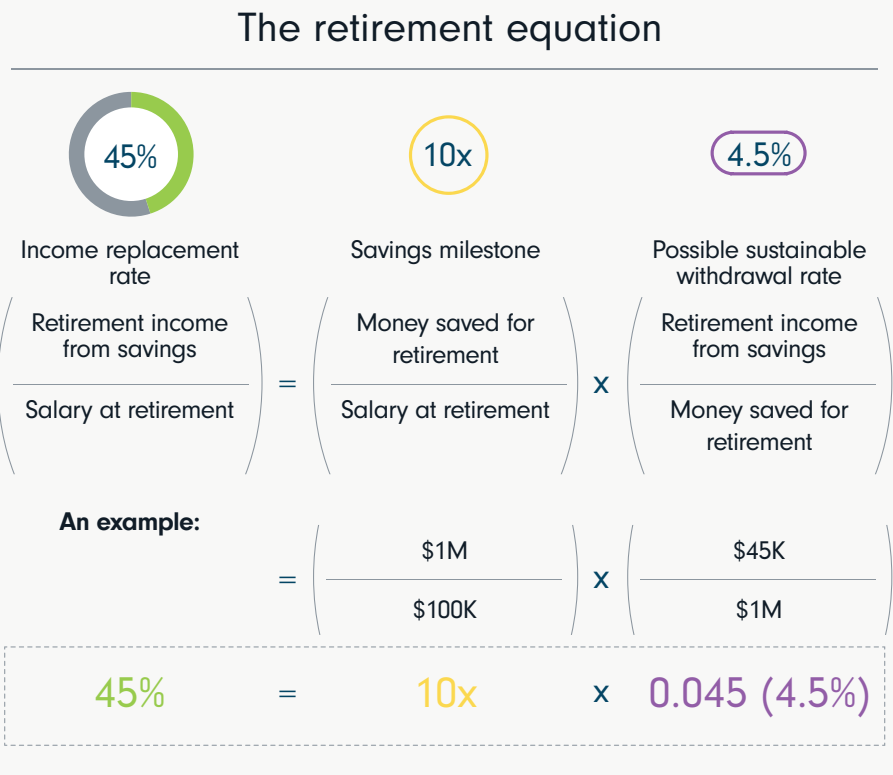 The retirement equation
45%
10x
4.5%
Income replacement
rate
Savings milestone
Possible sustainable
withdrawal rate
Retirement income
from savings
Salary at retirement
=
Money saved for
retirement
Salary at retirement
x
Retirement income
from savings
Money saved for
retirement
An example:
=
$1M
$100K
x
$45K
$1M
45% = 10x x 0.045 (4.5%)